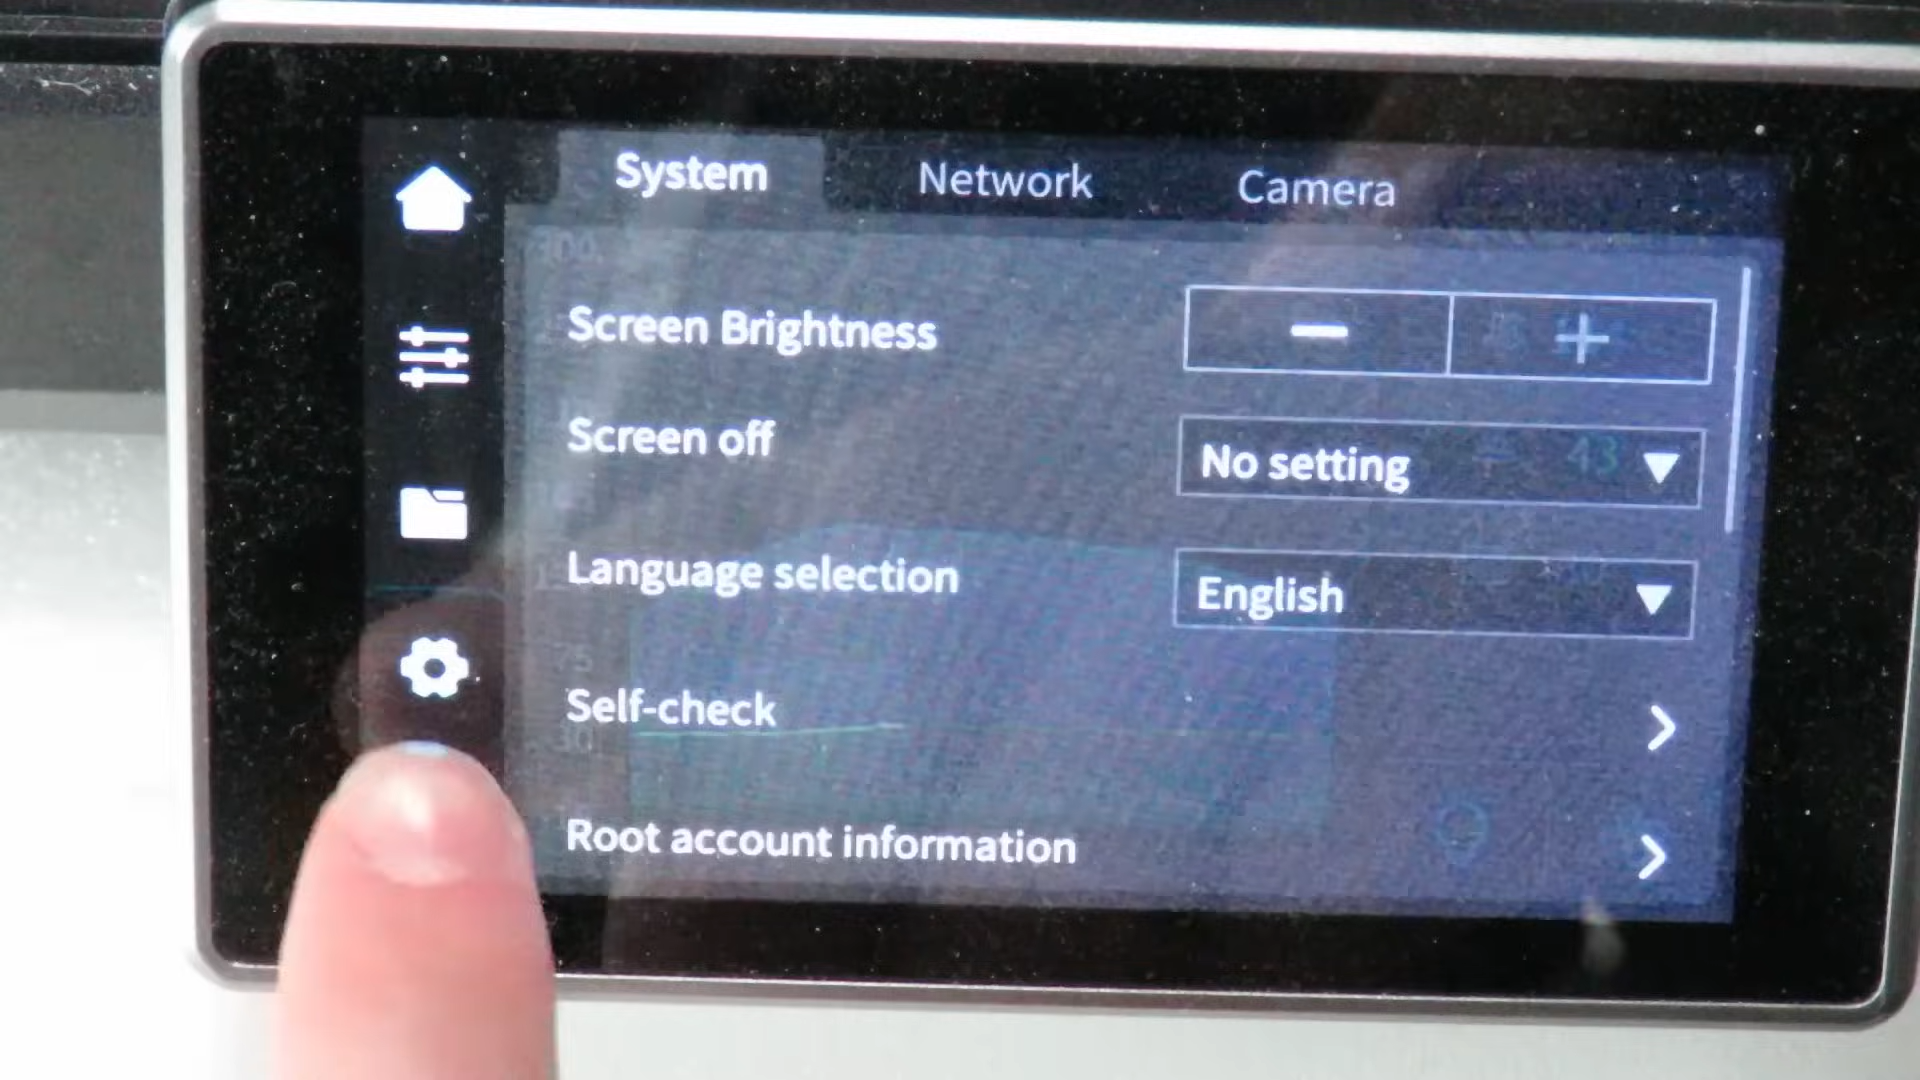 System Network Camera
Screen Brightness
Screen off No setting
Language selection English
Self-check
Root account information